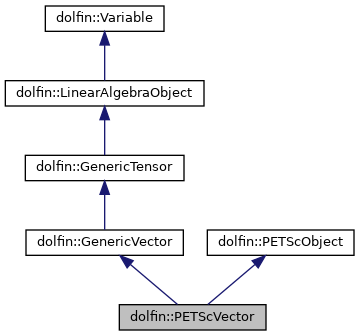 dolfin::Variable
dolfin::LinearAlgebraObject
dolfin::GenericTensor
dolfin::GenericVector
dolfin::PETScObject
dolfin::PETScVector